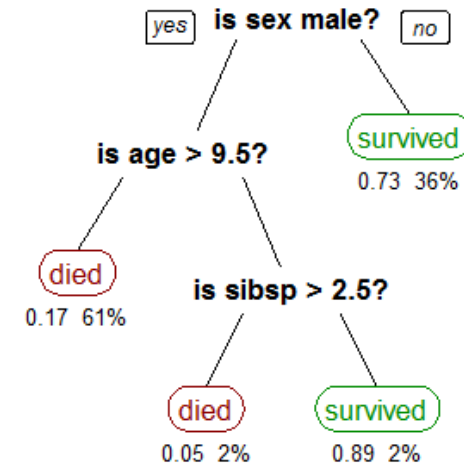 yes is sex male? no
survived
is age > 9.5?
0.73 36%
died
is sibsp > 2.5?
0.17 61%
died survived
0.05 2% 0.89 2%